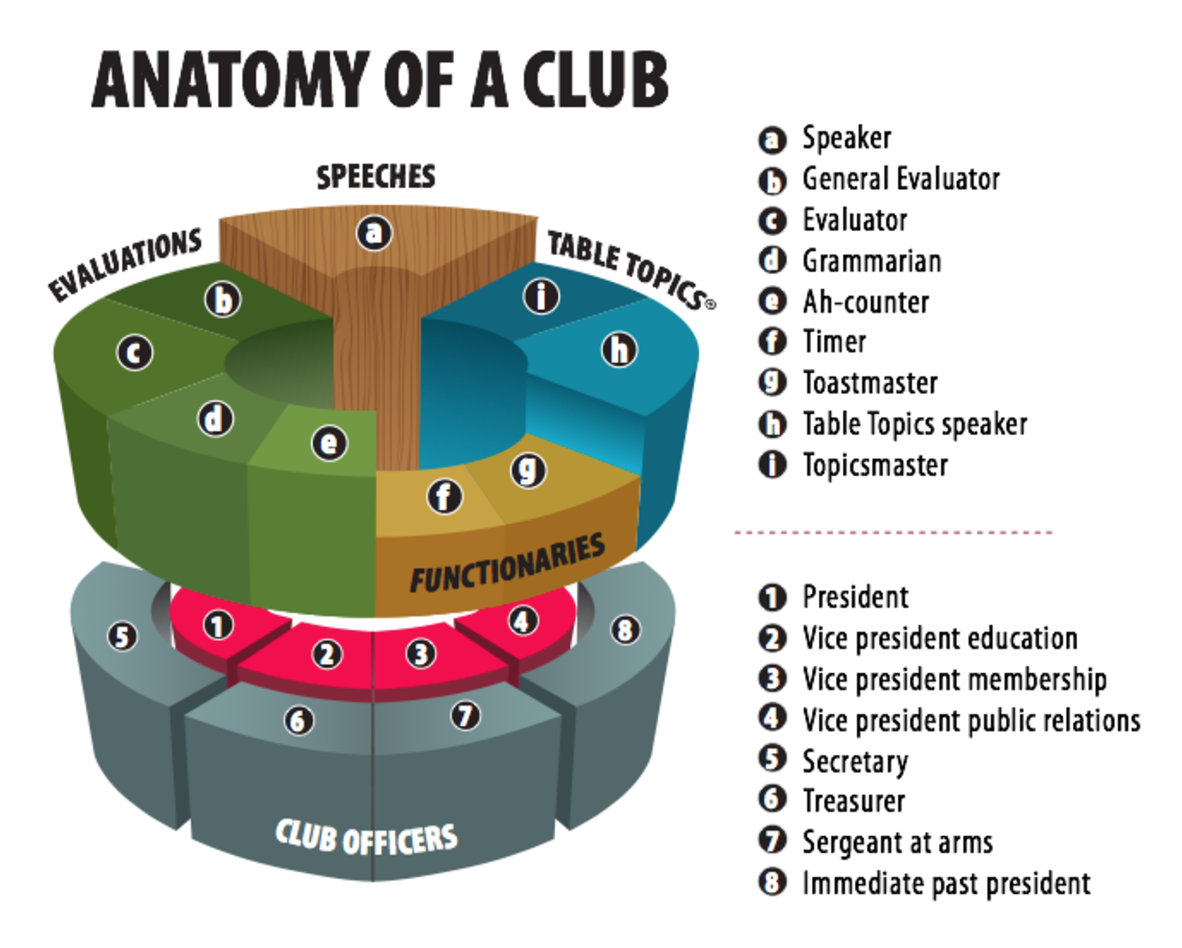 ANATOMY OF A CLUB
SPEECHES
EVALUATIONS
TABLE TOPICS®
a
b
i
c
h
d
e
f
g
FUNCTIONARIES
1
2
3
4
5
8
6
7
CLUB OFFICERS
a Speaker
b General Evaluator
c Evaluator
d Grammarian
e Ah-counter
f Timer
g Toastmaster
h Table Topics speaker
i Topicsmaster
1 President
2 Vice president education
3 Vice president membership
4 Vice president public relations
5 Secretary
6 Treasurer
7 Sergeant at arms
8 Immediate past president